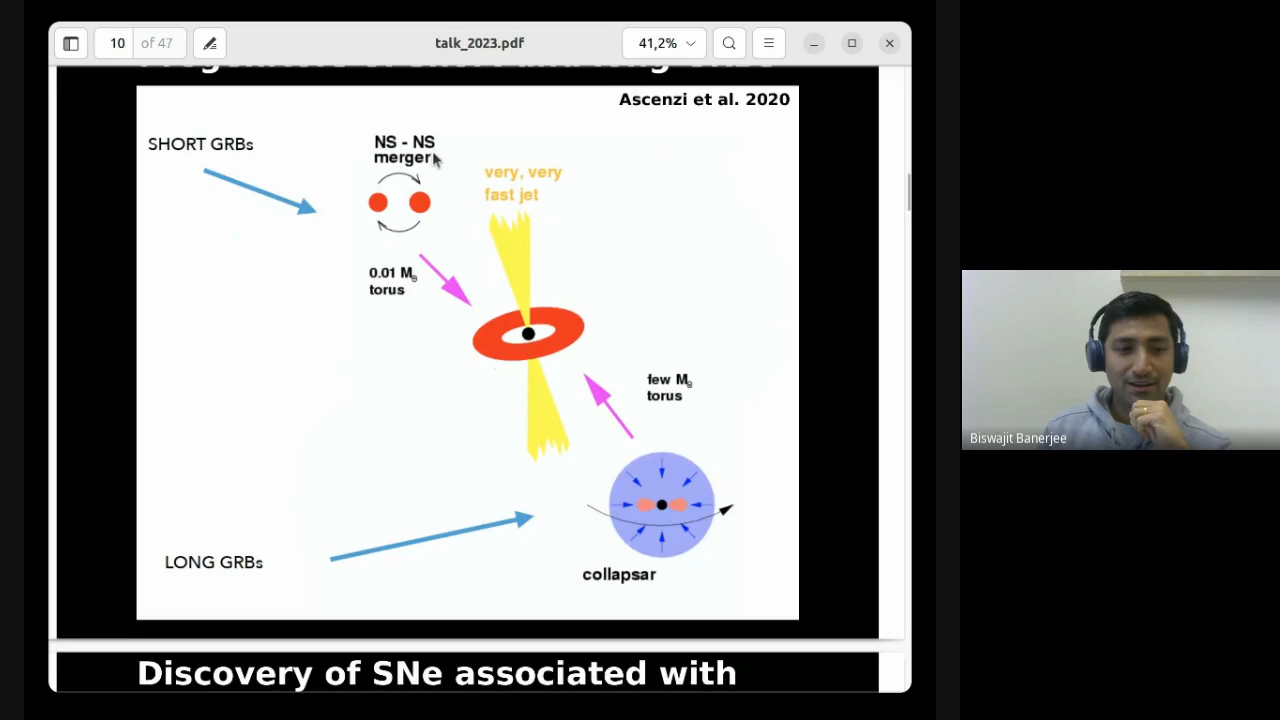 10 of 47
talk_2023.pdf
41,2%
Ascenzi et al. 2020
SHORT GRBs
NS - NS
merger
very, very
fast jet
0.01 M
torus
few M
torus
collapsar
LONG GRBs
Biswajit Banerjee
Discovery of SNe associated with